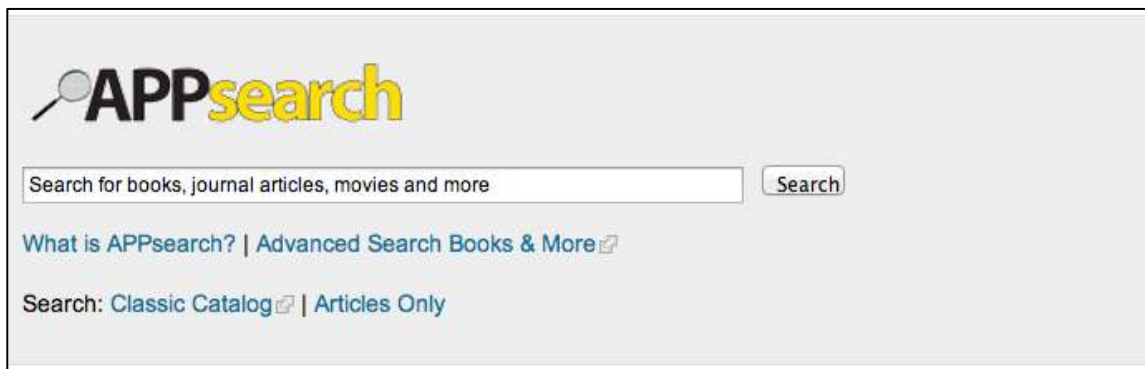 APPsearch
Search for books, journal articles, movies and more Search
What is APPsearch? | Advanced Search Books & More
Search: Classic Catalog | Articles Only